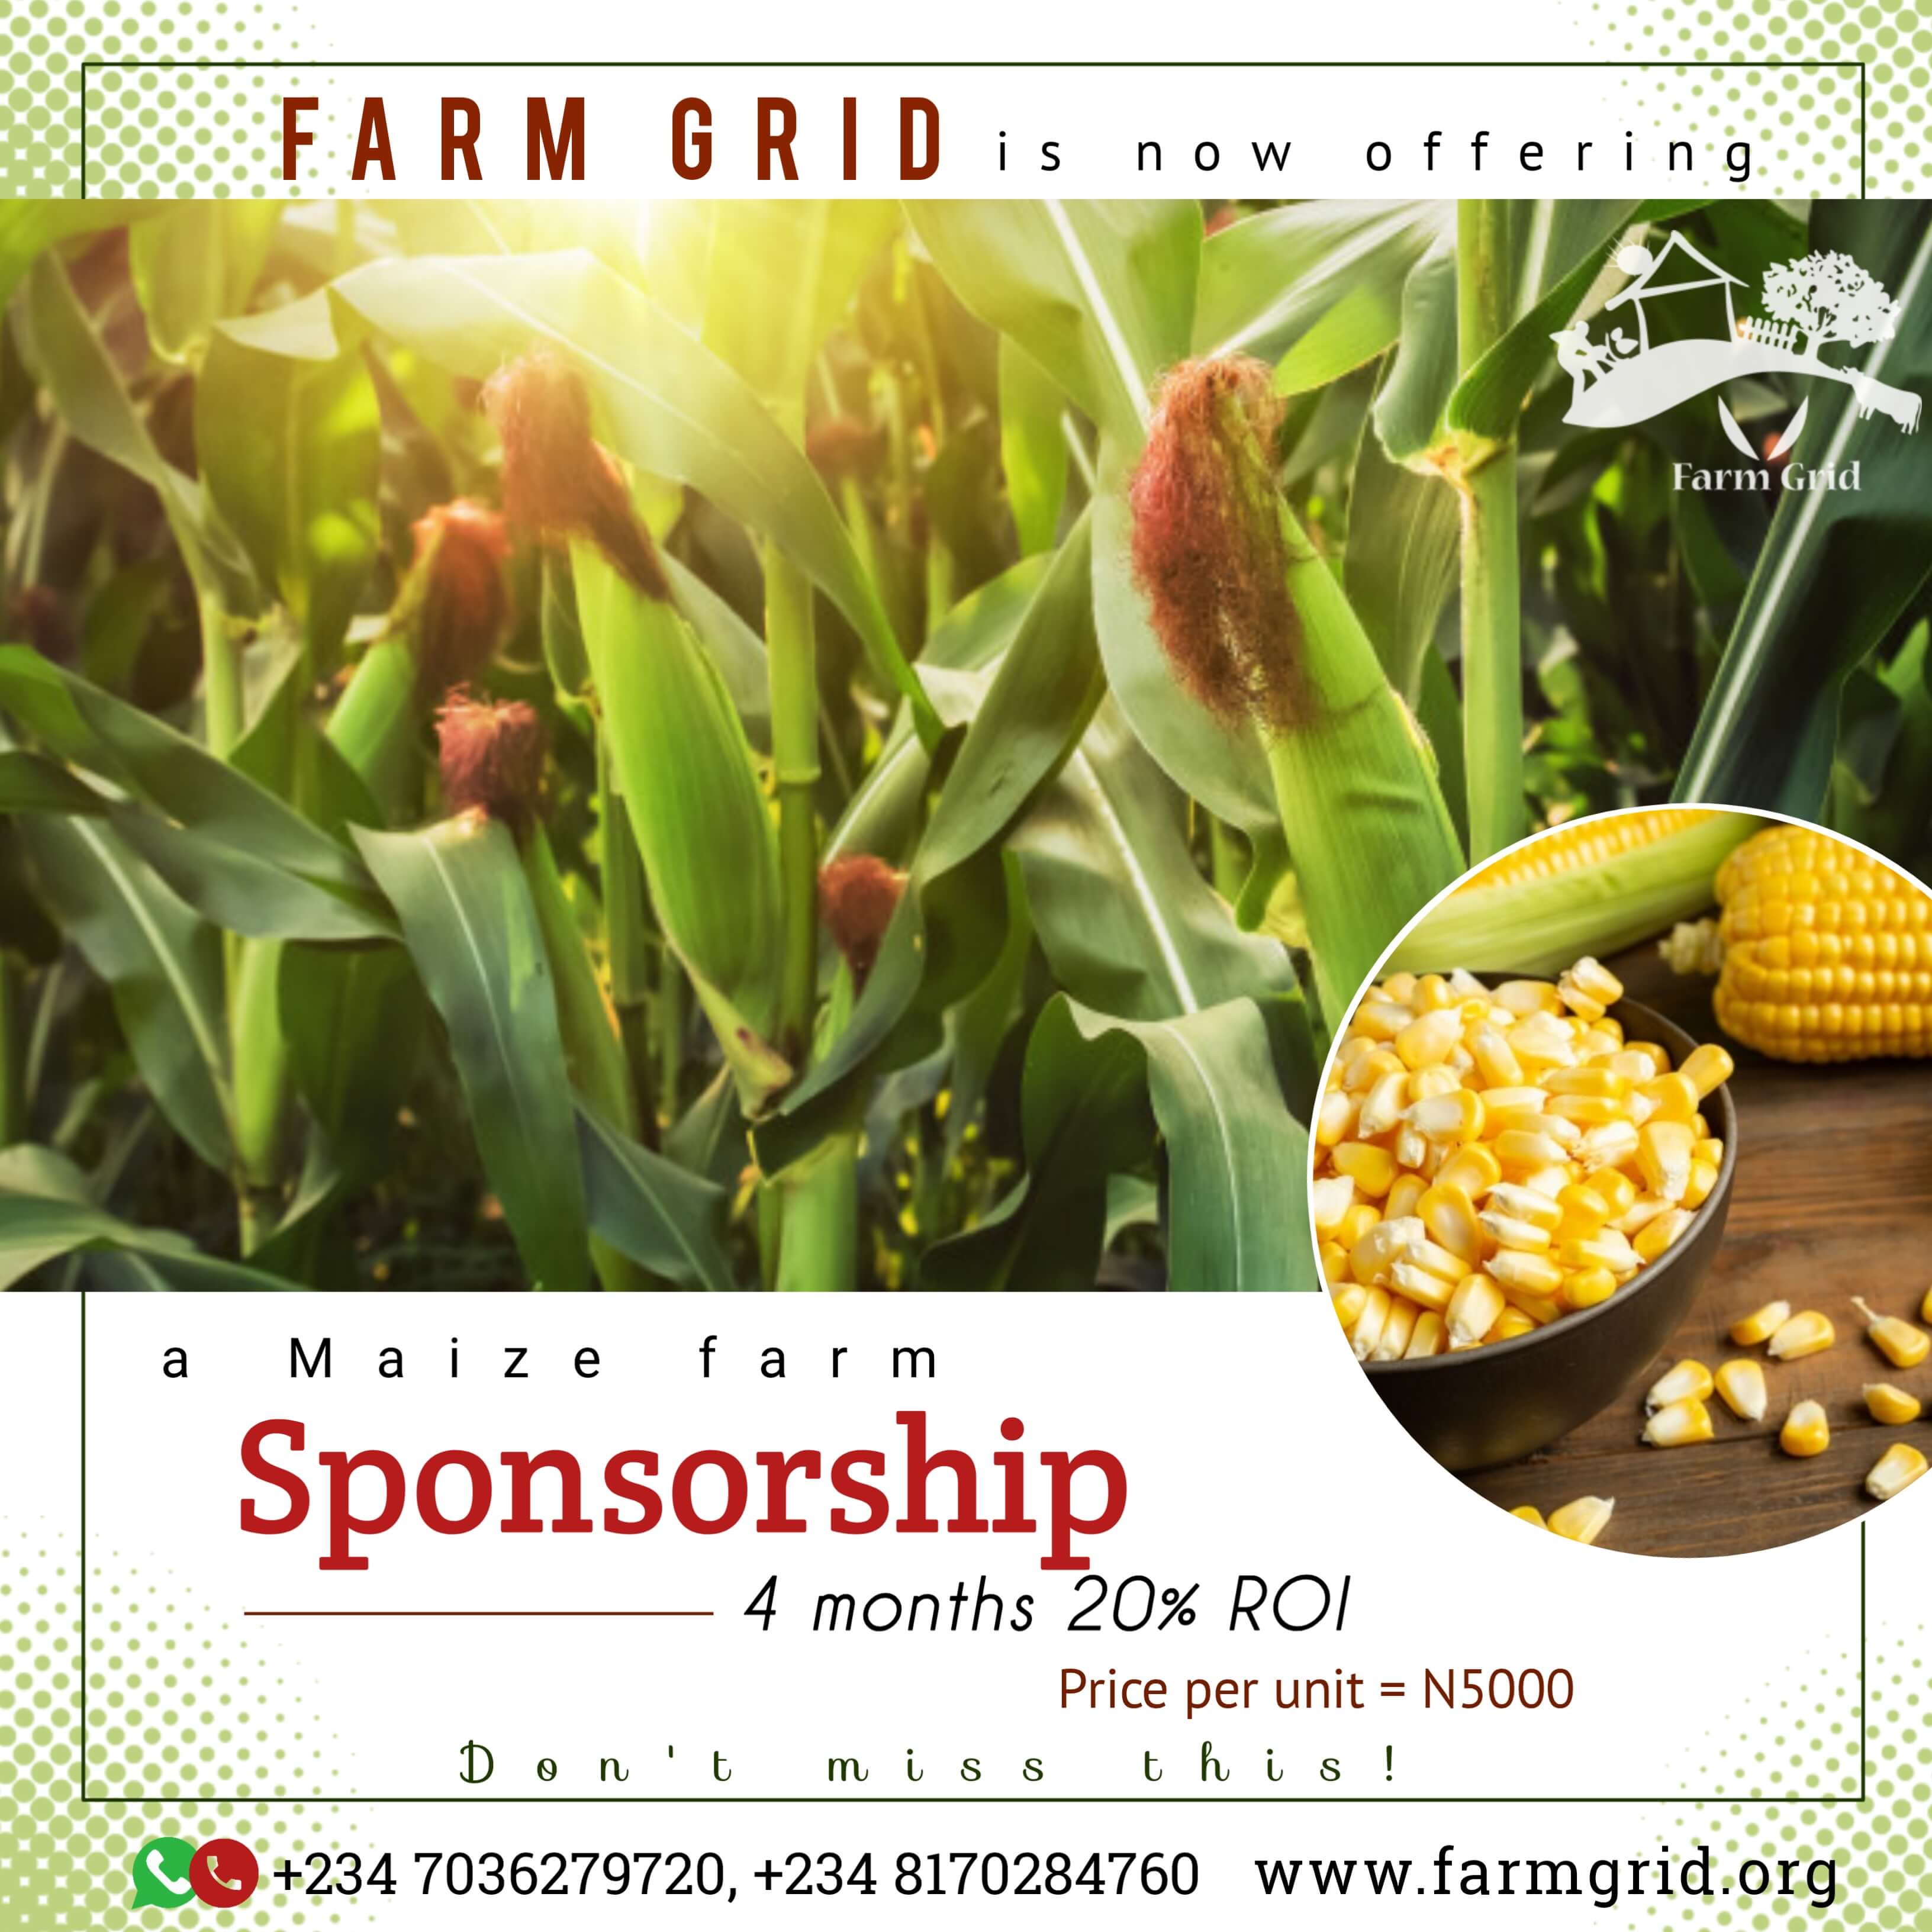 FARM GRID is now offering
Farm Grid
a Maize farm
Sponsorship
4 months 20% ROI
Price per unit = N5000
Don't miss this!
+234 7036279720, +234 8170284760 www.farmgrid.org